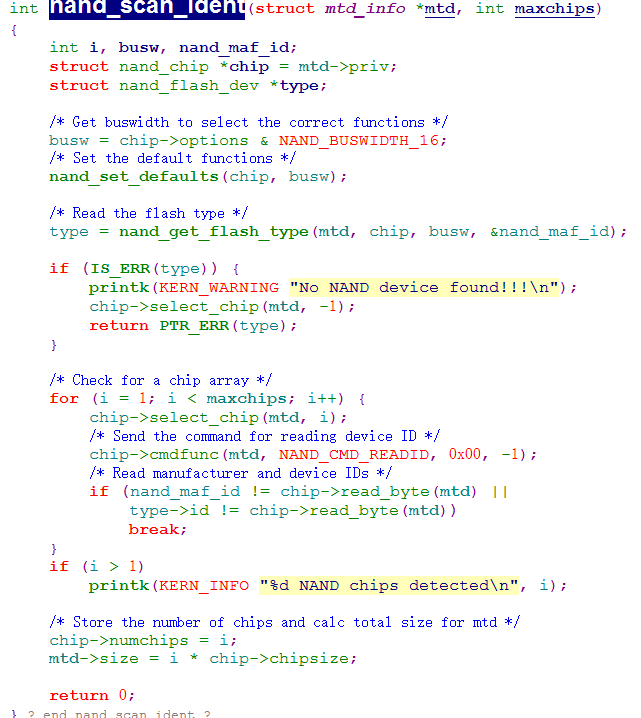 int nand_scan_ident(struct mtd_info *mtd, int maxchips)
{
    int i, busw, nand_maf_id;
    struct nand_chip *chip = mtd->priv;
    struct nand_flash_dev *type;

    /* Get buswidth to select the correct functions */
    busw = chip->options & NAND_BUSWIDTH_16;
    /* Set the default functions */
    nand_set_defaults(chip, busw);

    /* Read the flash type */
    type = nand_get_flash_type(mtd, chip, busw, &nand_maf_id);

    if (IS_ERR(type)) {
        printk(KERN_WARNING "No NAND device found!!!\n");
        chip->select_chip(mtd, -1);
        return PTR_ERR(type);
    }

    /* Check for a chip array */
    for (i = 1; i < maxchips; i++) {
        chip->select_chip(mtd, i);
        /* Send the command for reading device ID */
        chip->cmdfunc(mtd, NAND_CMD_READID, 0x00, -1);
        /* Read manufacturer and device IDs */
        if (nand_maf_id != chip->read_byte(mtd) ||
            type->id != chip->read_byte(mtd))
            break;
    }
    if (i > 1)
        printk(KERN_INFO "%d NAND chips detected\n", i);

    /* Store the number of chips and calc total size for mtd */
    chip->numchips = i;
    mtd->size = i * chip->chipsize;

    return 0;
} ? end nand_scan_ident ?